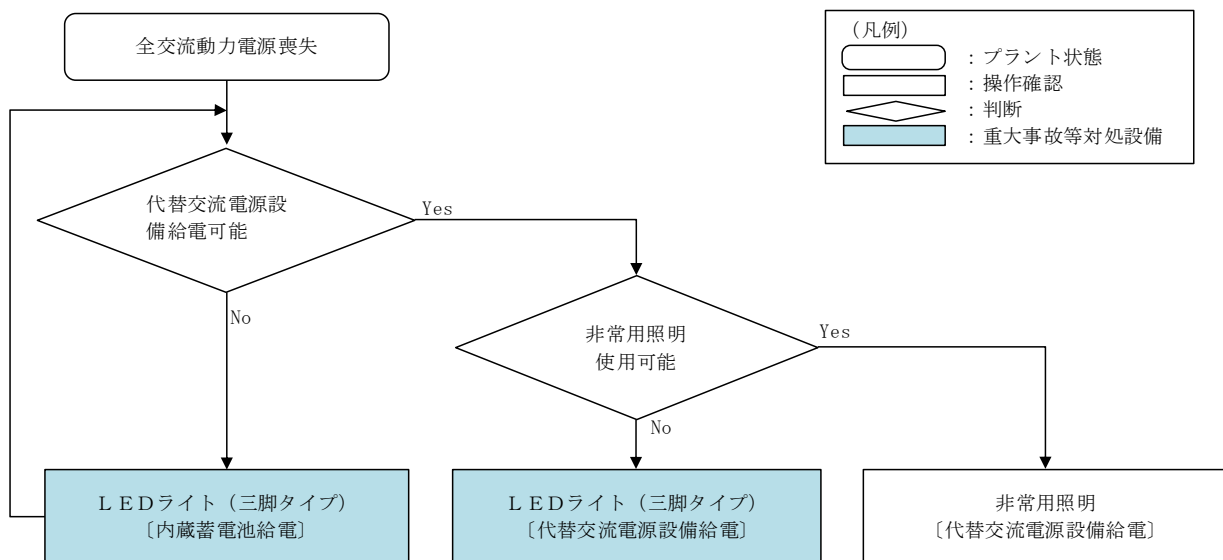 全交流動力電源喪失
（凡例）
：プラント状態
：操作確認
：判断
：重大事故等対処設備
代替交流電源設
備給電可能
Yes
No
非常用照明
使用可能
Yes
No
ＬＥＤライト（三脚タイプ）
〔内蔵蓄電池給電〕
ＬＥＤライト（三脚タイプ）
〔代替交流電源設備給電〕
非常用照明
〔代替交流電源設備給電〕